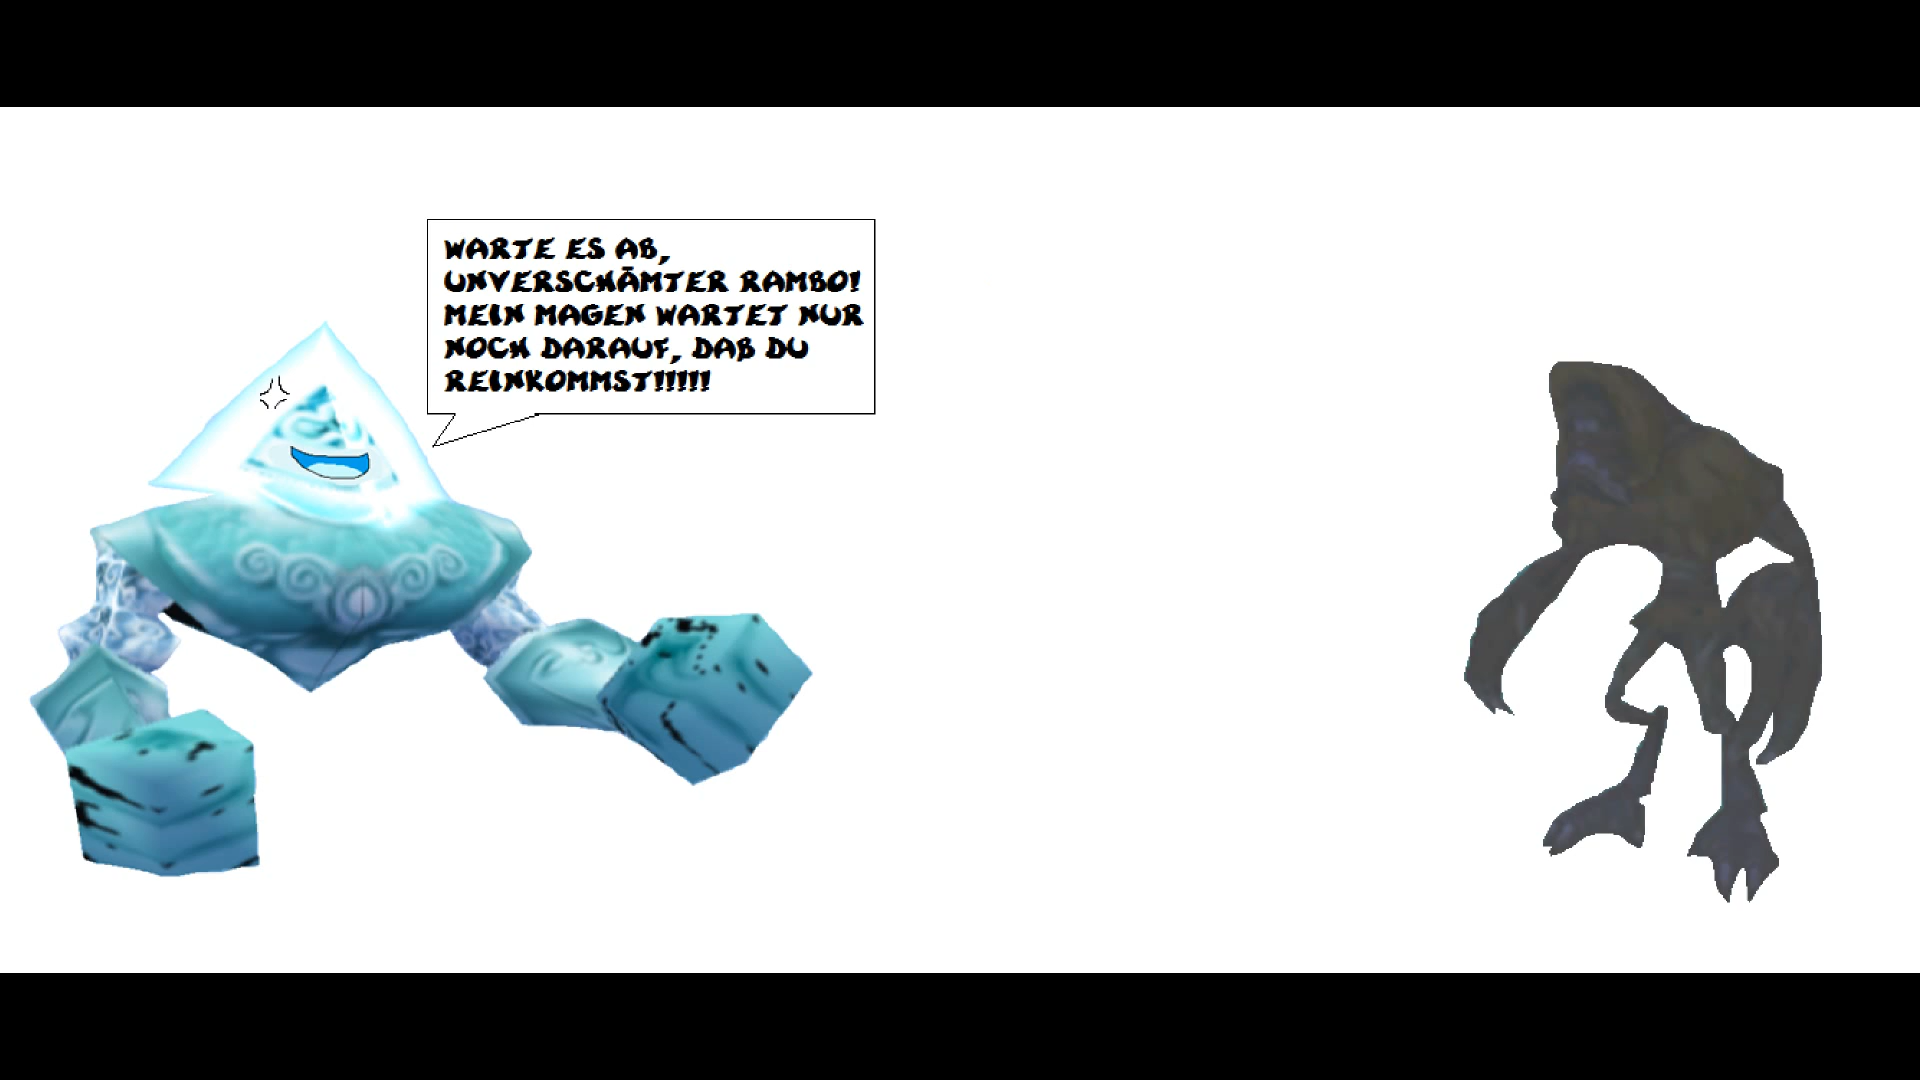 WARTE ES AB,
UNVERSCHÄMTER RAMBO!
MEIN MAGEN WARTET NUR
NOCH DARAUF, DAß DU
REINKOMMST!!!!!